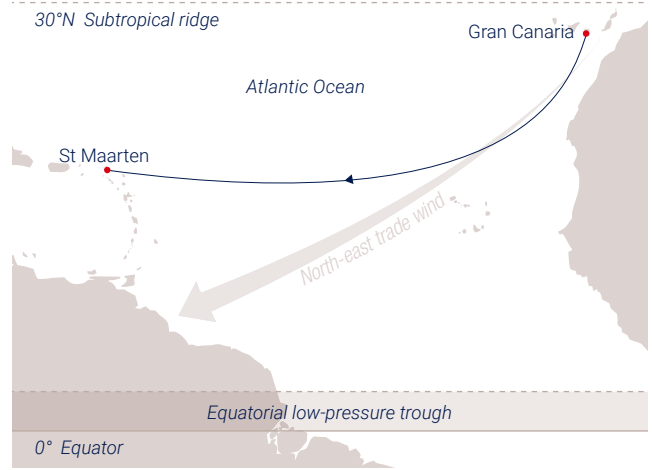 30°N Subtropical ridge
Gran Canaria
Atlantic Ocean
St Maarten
North-east trade wind
Equatorial low-pressure trough
0° Equator